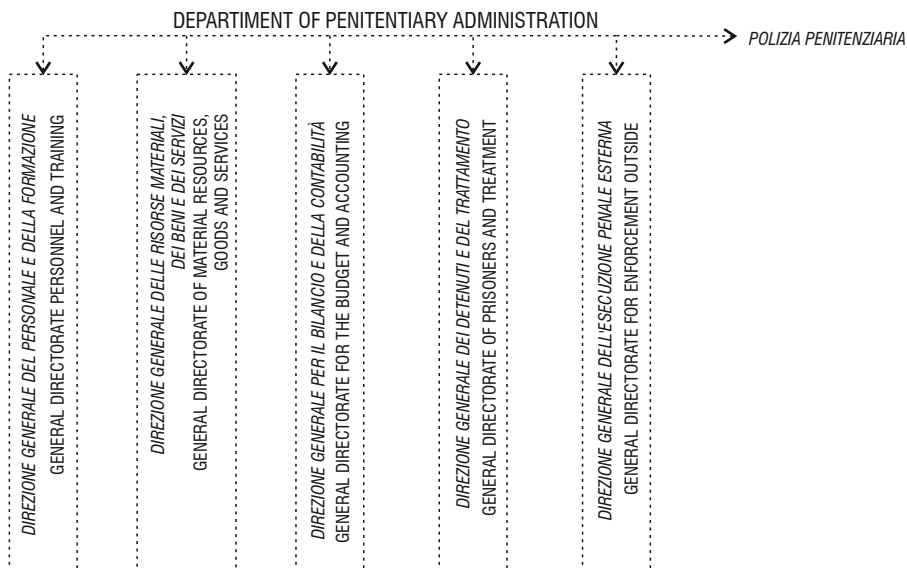 DEPARTIMENT OF PENITENTIARY ADMINISTRATION
POLIZIA PENITENZIARIA
DIREZIONE GENERALE DEL PERSONALE E DELLA FORMAZIONE
GENERAL DIRECTORATE PERSONNEL AND TRAINING
DIREZIONE GENERALE DELLE RISORSE MATERIALI,
DEI BENI E DEI SERVIZI
GENERAL DIRECTORATE OF MATERIAL RESOURCES,
GOODS AND SERVICES
DIREZIONE GENERALE PER IL BILANCIO E DELLA CONTABILITÀ
GENERAL DIRECTORATE FOR THE BUDGET AND ACCOUNTING
DIREZIONE GENERALE DEI DETENUTI E DEL TRATTAMENTO
GENERAL DIRECTORATE OF PRISONERS AND TREATMENT
DIREZIONE GENERALE DELL'ESECUZIONE PENALE ESTERNA
GENERAL DIRECTORATE FOR ENFORCEMENT OUTSIDE